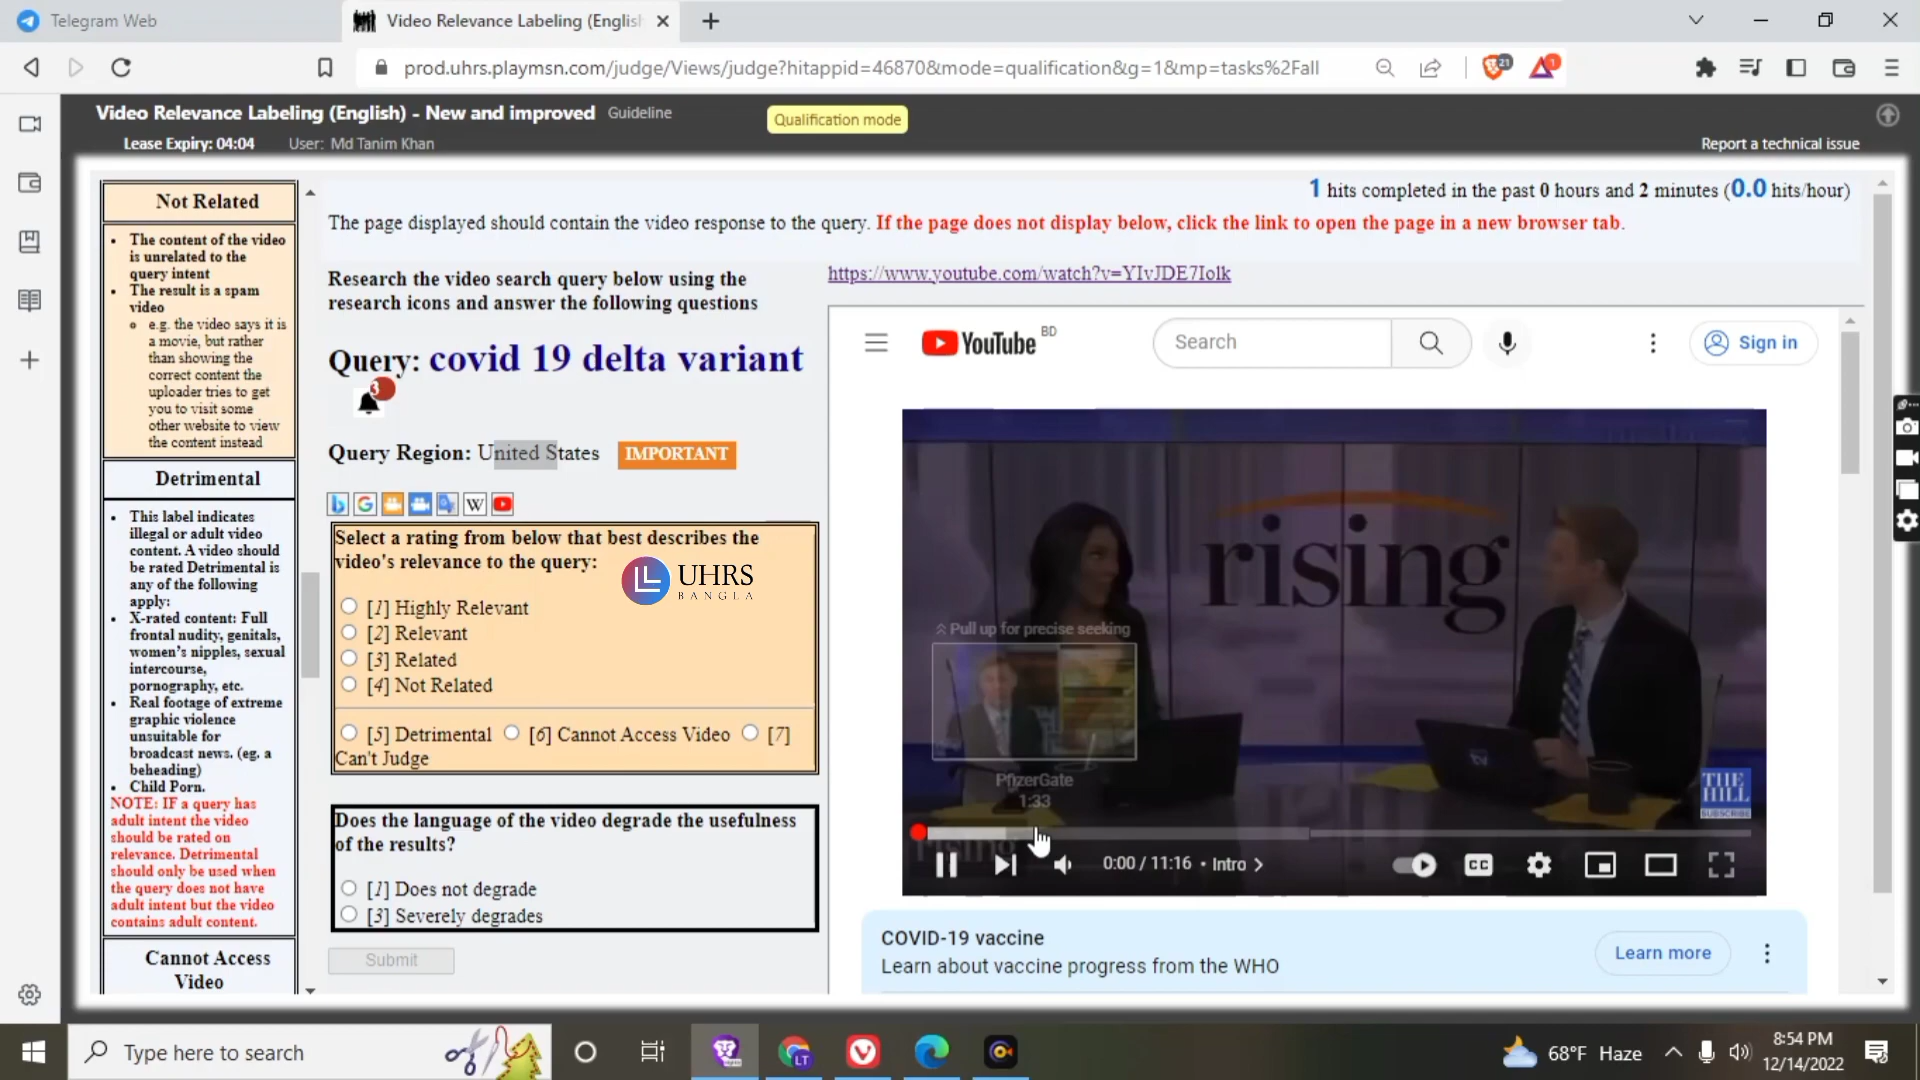 Telegram Web
Video Relevance Labeling (English
prod.uhrs.playmsn.com/judge/Views/judge?hitappid=46870&mode=qualification&g=1&mp=tasks%2Fall
21
1
Video Relevance Labeling (English) - New and improved
Guideline
Qualification mode
Lease Expiry: 04:04
User: Md Tanim Khan
Report a technical issue
Not Related
• The content of the video
is unrelated to the
query intent
• The result is a spam
video
o e.g. the video says it is
a movie, but rather
than showing the
correct content the
uploader tries to get
you to visit some
other website to view
the content instead
Detrimental
• This label indicates
illegal or adult video
content. A video should
be rated Detrimental is
any of the following
apply:
• X-rated content: Full
frontal nudity, genitals,
women's nipples, sexual
intercourse,
pornography, etc.
• Real footage of extreme
graphic violence
unsuitable for
broadcast news. (eg. a
beheading)
• Child Porn.
NOTE: IF a query has
adult intent the video
should be rated on
relevance. Detrimental
should only be used when
the query does not have
adult intent but the video
contains adult content.
Cannot Access
Video
1 hits completed in the past 0 hours and 2 minutes (0.0 hits/hour)
The page displayed should contain the video response to the query. If the page does not display below, click the link to open the page in a new browser tab.
Research the video search query below using the
research icons and answer the following questions
Query: covid 19 delta variant
3
Query Region: United States
IMPORTANT
Select a rating from below that best describes the
video's relevance to the query:
UHRS
BANGLA
[1] Highly Relevant
[2] Relevant
[3] Related
[4] Not Related
[5] Detrimental
[6] Cannot Access Video
[7]
Can't Judge
Does the language of the video degrade the usefulness
of the results?
[1] Does not degrade
[3] Severely degrades
Submit
https://www.youtube.com/watch?v=YIvJDE7Iolk
YouTube BD
Search
Sign in
rising
Pull up for precise seeking
PfizerGate
1:33
THE
HILL
SUBSCRIBE
0:00 / 11:16 • Intro
CC
COVID-19 vaccine
Learn about vaccine progress from the WHO
Learn more
Type here to search
68°F Haze
8:54 PM
12/14/2022